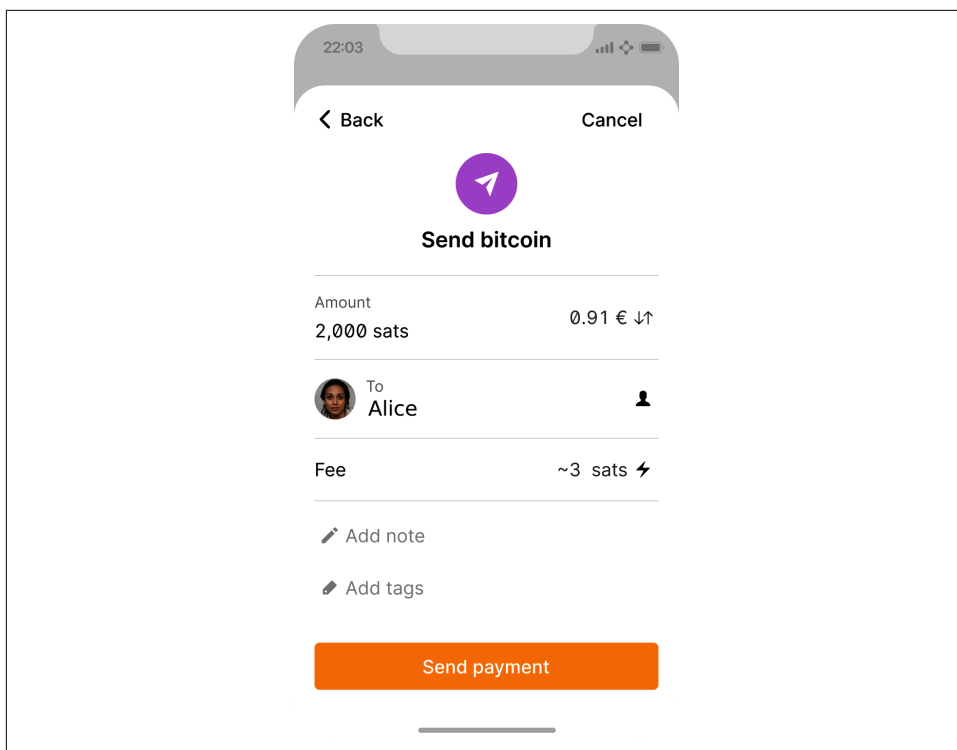 22:03
Back
Cancel
Send bitcoin
Amount
2,000 sats
0.91 € ↓↑
To
Alice
Fee
~3 sats
Add note
Add tags
Send payment